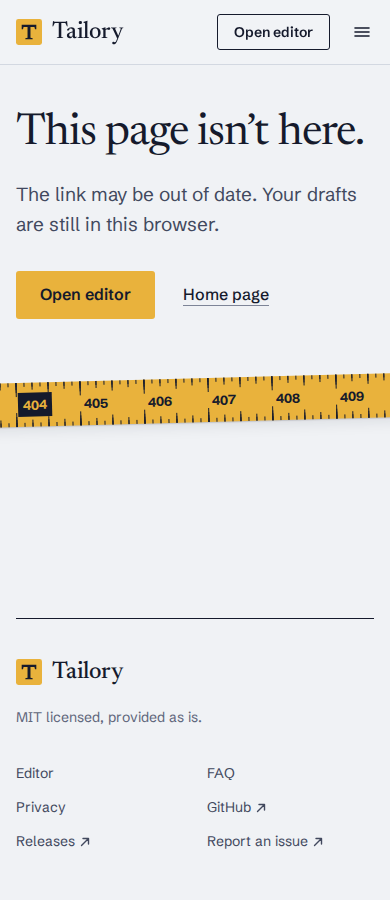 T Tailory
Open editor
This page isn’t here.
The link may be out of date. Your drafts
are still in this browser.
Open editor
Home page
404 405 406 407 408 409
T Tailory
MIT licensed, provided as is.
Editor
FAQ
Privacy
GitHub ↗
Releases ↗
Report an issue ↗